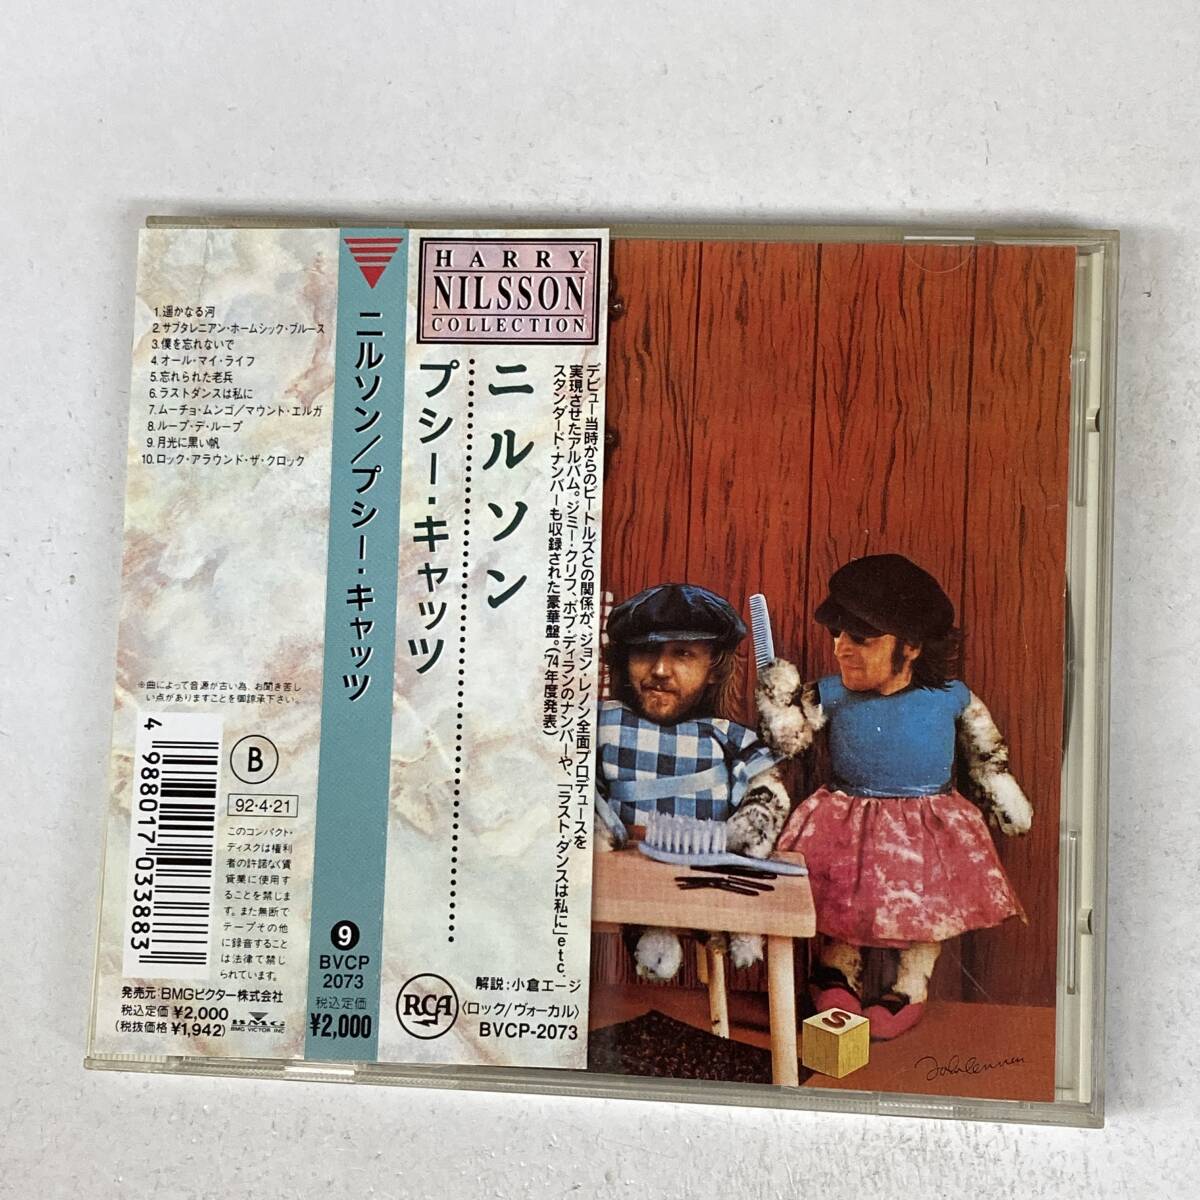 1.遥かなる河
2.サブタレニアン・ホームシック・ブルース
3.僕を忘れないで
4.オール・マイ・ライフ
5.忘れられた老兵
6.ラストダンスは私に
7.ムーチョ・ムンゴ/マウント・エルガ
8.ループ・デ・ループ
9.月光に黒い帆
10.ロック・アラウンド・ザ・クロック
※曲によって音源が古い為、お聞き苦し
い点がありますことを御諒承下さい。
4 988017 033883
B
92・4・21
このコンパクト・
ディスクは権利
者の許諾なく賃
貸業に使用す
ることを禁じま
す。また無断で
テープその他
に録音すること
は法律で禁じ
られています。
発売元:BMGビクター株式会社
税込定価 ¥2,000
(税抜価格 ¥1,942)
BMG
BMG VICTOR INC
ニルソン/プシー・キャッツ
9
BVCP
2073
税込定価
¥2,000
HARRY
NILSSON
COLLECTION
ニルソン
プシー・キャッツ
デビュー当時からのビートルズとの関係が、ジョン・レノン全面プロデュースを
実現させたアルバム。ジミー・クリフ、ボブ・ディランのナンバーや、「ラスト・ダンスは私に」etc.
スタンダード・ナンバーも収録された豪華盤。('74年度発表)
RCA
解説:小倉エージ
〈ロック/ヴォーカル〉
BVCP-2073
S
John Lennon